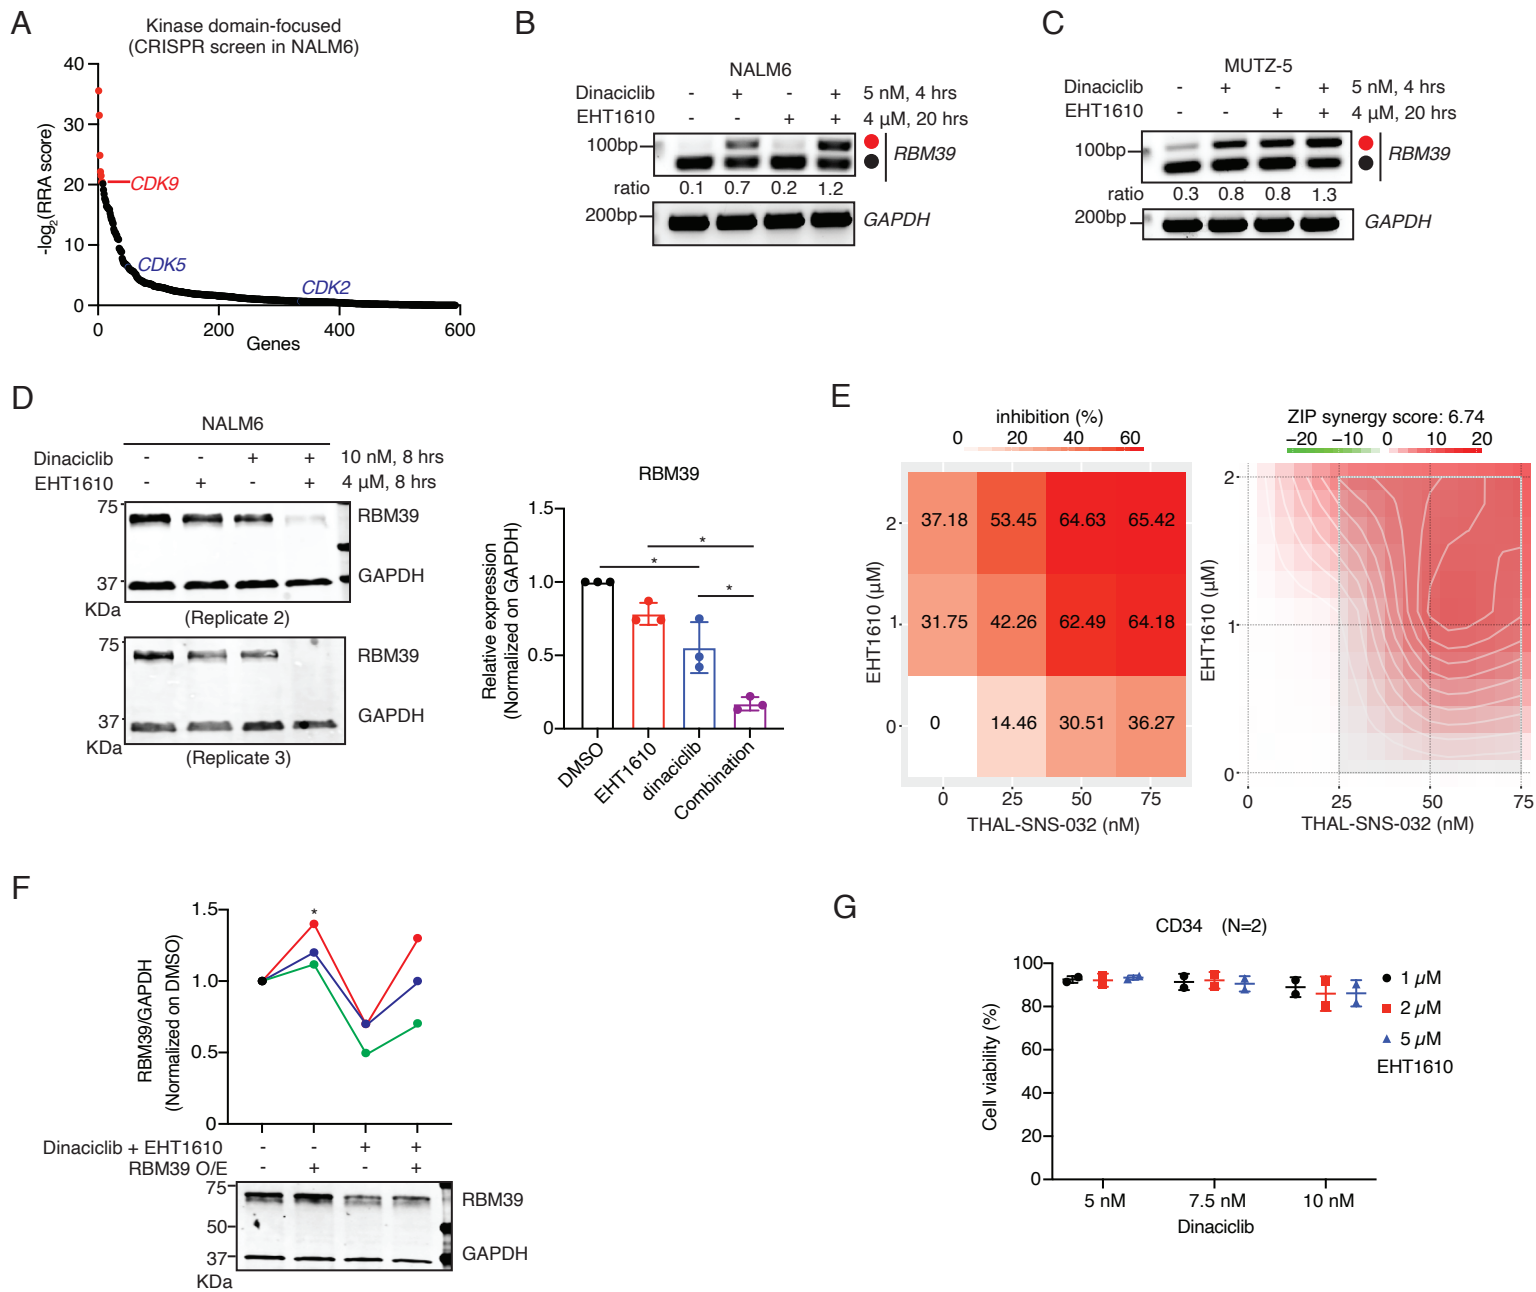 A
Kinase domain-focused
(CRISPR screen in NALM6)
-log2(RRA score)
40
30
20
10
0
CDK9
CDK5
CDK2
0 200 400 600
Genes
B
NALM6
Dinaciclib - + - + 5 nM, 4 hrs
EHT1610 - - + + 4 µM, 20 hrs
100bp
RBM39
ratio 0.1 0.7 0.2 1.2
200bp
GAPDH
C
MUTZ-5
Dinaciclib - + - + 5 nM, 4 hrs
EHT1610 - - + + 4 µM, 20 hrs
100bp
RBM39
ratio 0.3 0.8 0.8 1.3
200bp
GAPDH
D
NALM6
Dinaciclib - - + + 10 nM, 8 hrs
EHT1610 - + - + 4 µM, 8 hrs
75
RBM39
37
GAPDH
KDa
(Replicate 2)
75
RBM39
37
GAPDH
KDa
(Replicate 3)
RBM39
Relative expression
(Normalized on GAPDH)
1.5
1.0
0.5
0
*
*
*
DMSO
EHT1610
dinaciclib
Combination
E
inhibition (%)
0 20 40 60
EHT1610 (µM)
2 37.18 53.45 64.63 65.42
1 31.75 42.26 62.49 64.18
0 0 14.46 30.51 36.27
0 25 50 75
THAL-SNS-032 (nM)
ZIP synergy score: 6.74
−20 −10 0 10 20
EHT1610 (µM)
2
1
0
0 25 50 75
THAL-SNS-032 (nM)
F
RBM39/GAPDH
(Normalized on DMSO)
1.5
1.0
0.5
0
*
Dinaciclib + EHT1610 - - + +
RBM39 O/E - + - +
75
RBM39
50
37
GAPDH
KDa
G
CD34 (N=2)
Cell viability (%)
100
80
60
40
20
0
5 nM 7.5 nM 10 nM
Dinaciclib
1 µM
2 µM
5 µM
EHT1610